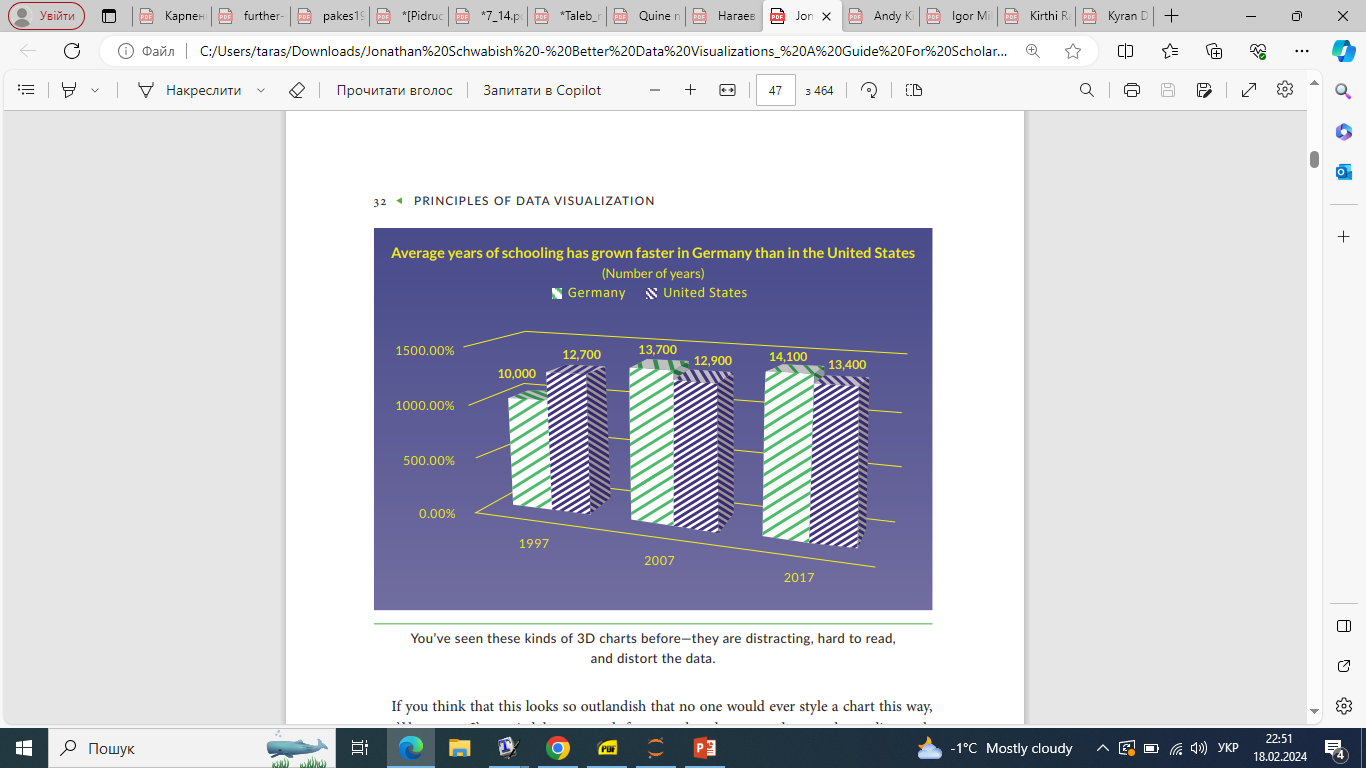 Увійти
Карпен
further-
pakes19
*[Pidruc
*7_14.p
*Taleb_r
Quine n
Нагаев
Jon
Andy Ki
Igor Mil
Kirthi R
Kyran D
Файл
C:/Users/taras/Downloads/Jonathan%20Schwabish%20-%20Better%20Data%20Visualizations_%20A%20Guide%20For%20Scholar...
Накреслити
Прочитати вголос
Запитати в Copilot
47
з 464
32 ◄ PRINCIPLES OF DATA VISUALIZATION
Average years of schooling has grown faster in Germany than in the United States
(Number of years)
Germany United States
1500.00%
1000.00%
500.00%
0.00%
10,000
12,700
13,700
12,900
14,100
13,400
1997
2007
2017
You’ve seen these kinds of 3D charts before—they are distracting, hard to read,
and distort the data.
If you think that this looks so outlandish that no one would ever style a chart this way,
Пошук
-1°C Mostly cloudy
УКР
22:51
18.02.2024
4